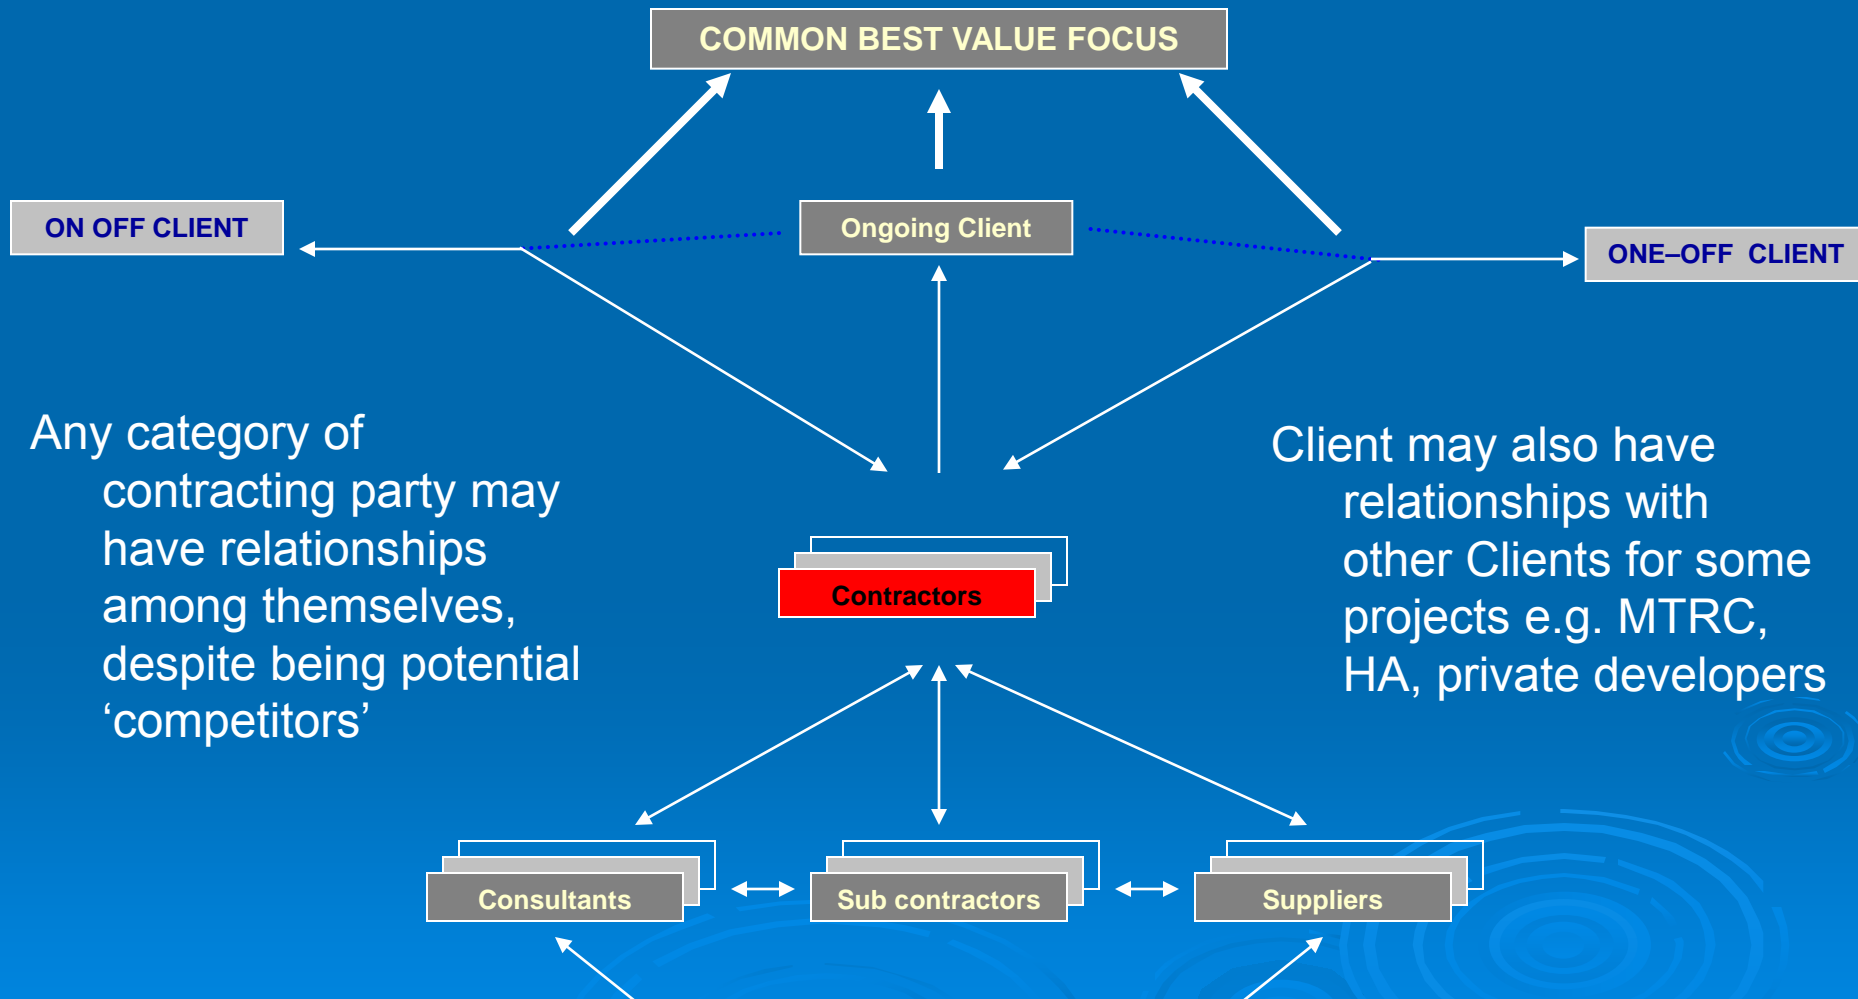 COMMON BEST VALUE FOCUS
ON OFF CLIENT
Ongoing Client
ONE–OFF CLIENT
Any category of
contracting party may
have relationships
among themselves,
despite being potential
‘competitors’
Client may also have
relationships with
other Clients for some
projects e.g. MTRC,
HA, private developers
Contractors
Consultants
Sub contractors
Suppliers